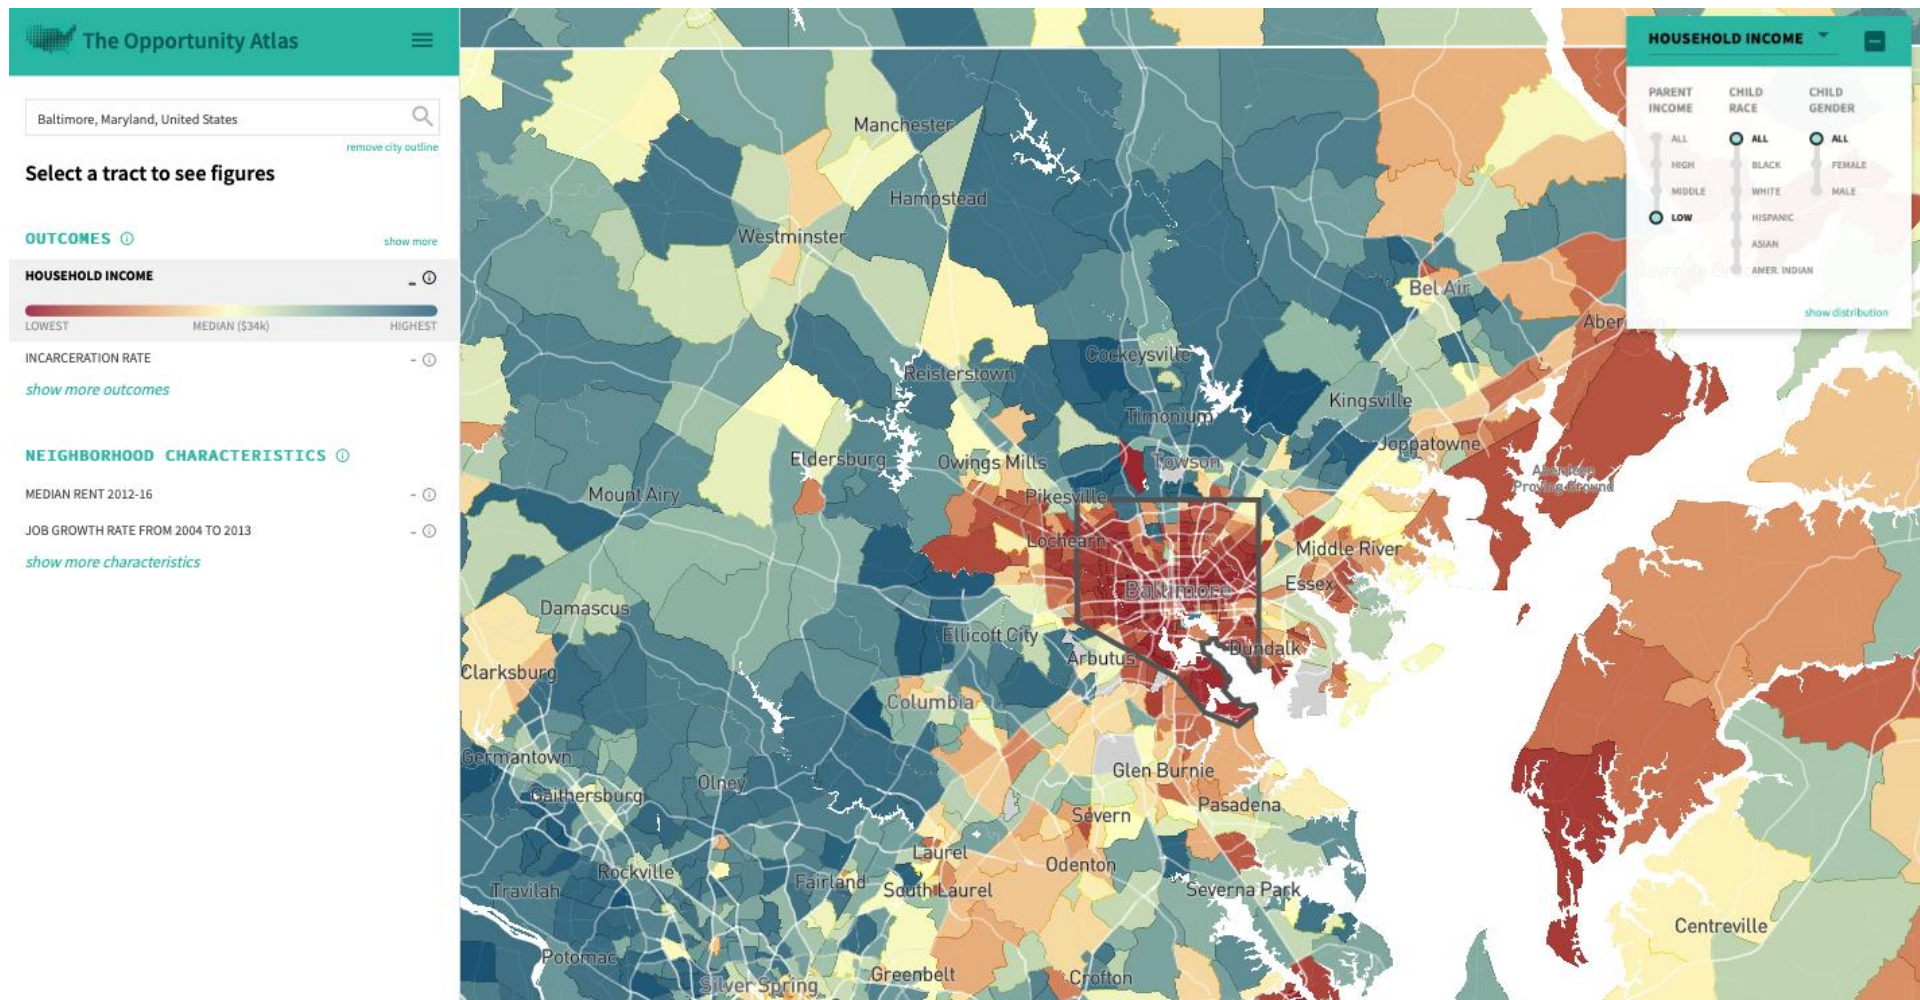 The Opportunity Atlas
Baltimore, Maryland, United States
remove city outline
Select a tract to see figures
OUTCOMES
show more
HOUSEHOLD INCOME
-
LOWEST
MEDIAN ($34k)
HIGHEST
INCARCERATION RATE
-
show more outcomes
NEIGHBORHOOD CHARACTERISTICS
MEDIAN RENT 2012-16
-
JOB GROWTH RATE FROM 2004 TO 2013
-
show more characteristics
HOUSEHOLD INCOME
PARENT INCOME
CHILD RACE
CHILD GENDER
ALL
HIGH
MIDDLE
LOW
ALL
BLACK
WHITE
HISPANIC
ASIAN
AMER. INDIAN
ALL
FEMALE
MALE
show distribution
Manchester
Hampstead
Westminster
Bel Air
Cockeysville
Reisterstown
Kingsville
Timonium
Joppatowne
Eldersburg
Owings Mills
Towson
Aberdeen
Proving Ground
Mount Airy
Pikesville
Lochearn
Middle River
Essex
Baltimore
Damascus
Ellicott City
Arbutus
Dundalk
Clarksburg
Columbia
Germantown
Glen Burnie
Olney
Gaithersburg
Pasadena
Severn
Laurel
Odenton
Rockville
Fairland
South Laurel
Severna Park
Travilah
Centreville
Potomac
Greenbelt
Crofton
Silver Spring